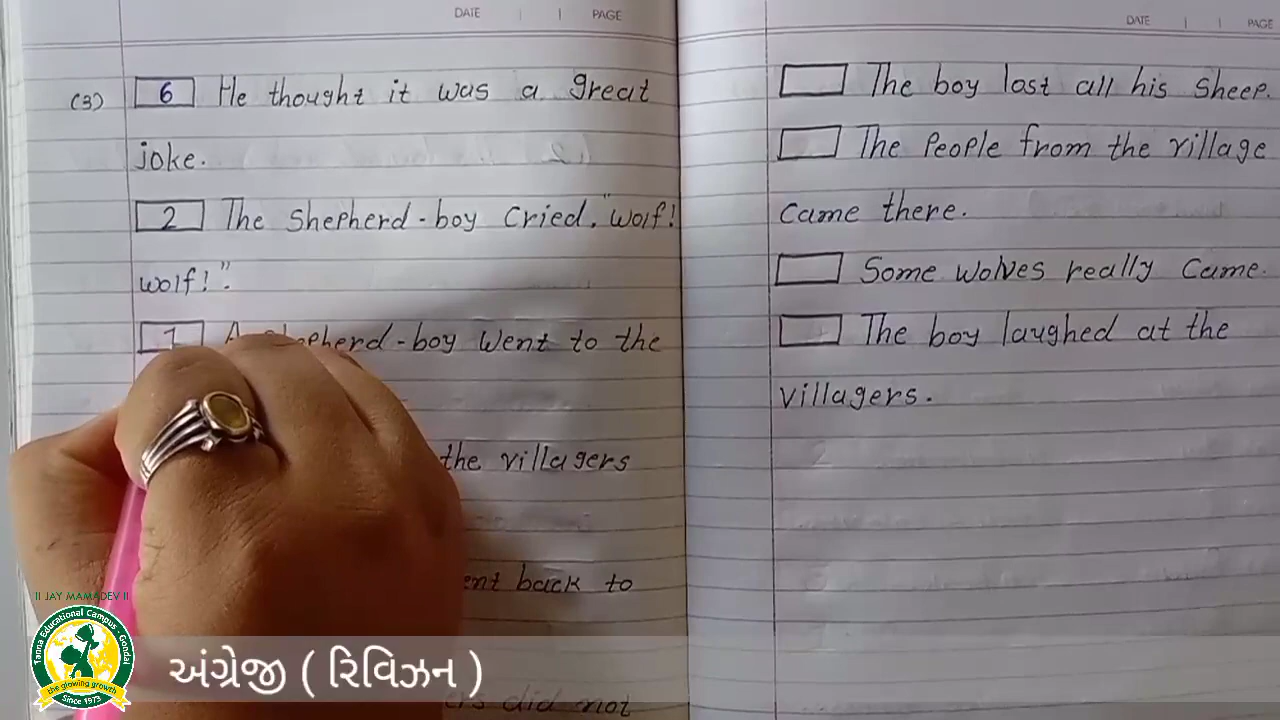 DATE PAGE
(3) 6 He thought it was a great
joke.
2 The Shepherd-boy cried, "wolf!
wolf!".
1 A shepherd-boy went to the
the villagers
back to
did not
DATE PAGE
The boy lost all his sheep.
The People from the village
came there.
Some wolves really came.
The boy laughed at the
villagers.
II JAY MAMADEV II
Tanna Educational Campus - Gondal
the glowing growth
Since 1973
અંગ્રેજી ( રિવિઝન )